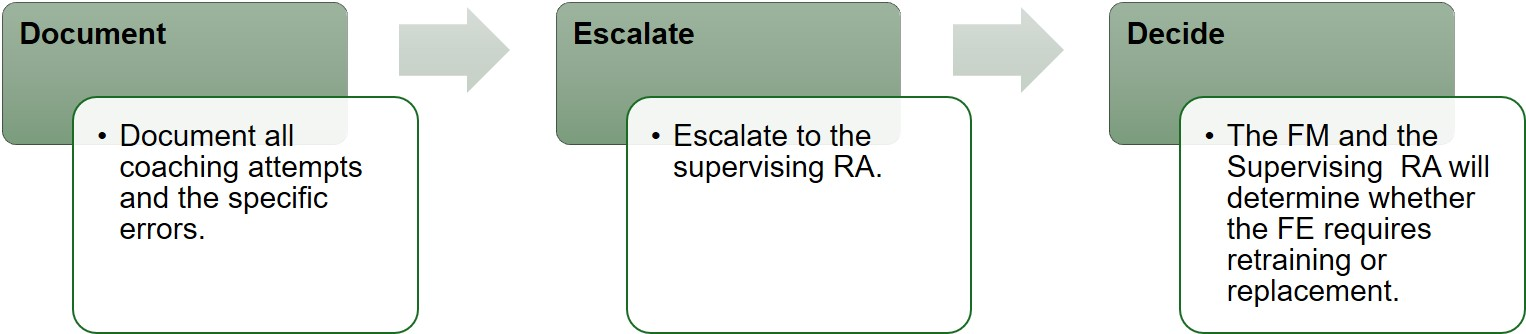 Document
• Document all
coaching attempts
and the specific
errors.
Escalate
• Escalate to the
supervising RA.
Decide
• The FM and the
Supervising  RA will
determine whether
the FE requires
retraining or
replacement.